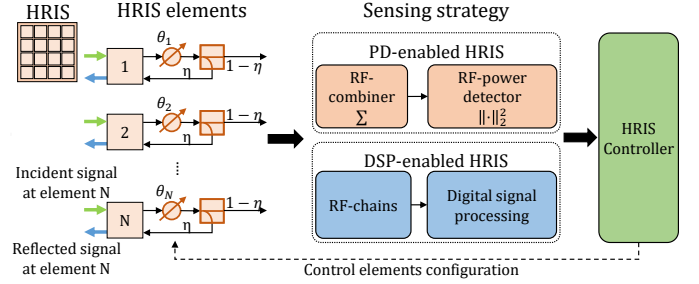 HRIS
HRIS elements
Sensing strategy
θ1
1
η
1 − η
θ2
2
η
1 − η
Incident signal
at element N
θN
N
η
1 − η
Reflected signal
at element N
PD-enabled HRIS
RF-
combiner
Σ
RF-power
detector
‖·‖₂²
DSP-enabled HRIS
RF-chains
Digital signal
processing
HRIS
Controller
Control elements configuration